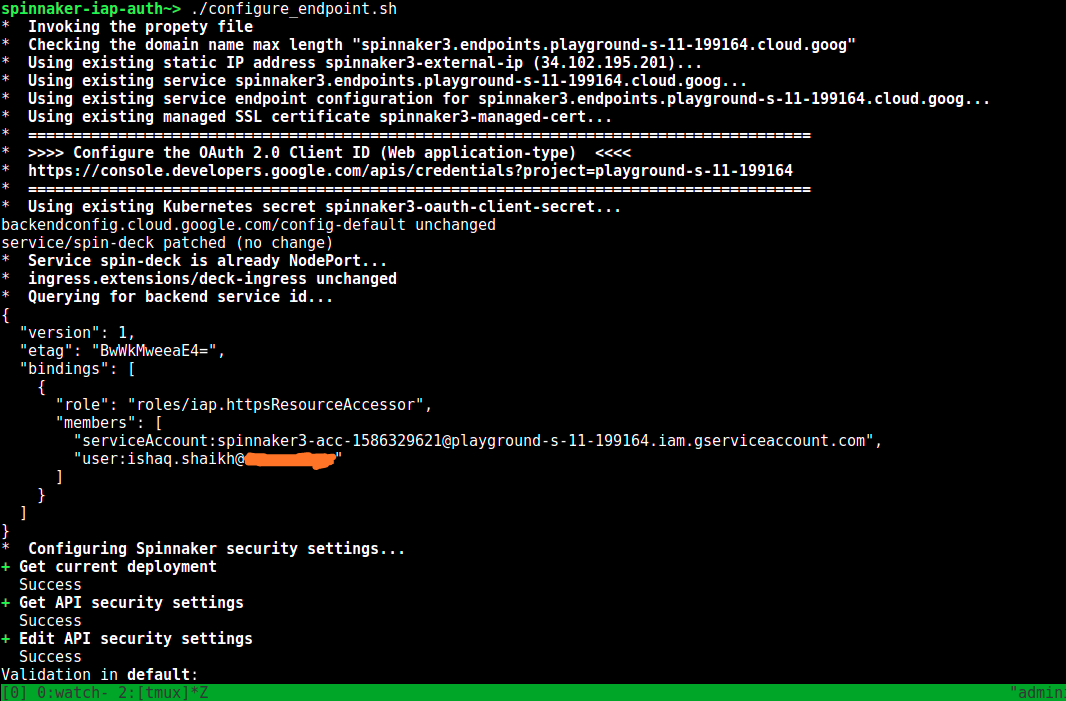 spinnaker-iap-auth~> ./configure_endpoint.sh
*  Invoking the propety file
*  Checking the domain name max length "spinnaker3.endpoints.playground-s-11-199164.cloud.goog"
*  Using existing static IP address spinnaker3-external-ip (34.102.195.201)...
*  Using existing service spinnaker3.endpoints.playground-s-11-199164.cloud.goog...
*  Using existing service endpoint configuration for spinnaker3.endpoints.playground-s-11-199164.cloud.goog...
*  Using existing managed SSL certificate spinnaker3-managed-cert...
*  =======================================================================================
*  >>>> Configure the OAuth 2.0 Client ID (Web application-type)  <<<<
*  https://console.developers.google.com/apis/credentials?project=playground-s-11-199164
*  =======================================================================================
*  Using existing Kubernetes secret spinnaker3-oauth-client-secret...
backendconfig.cloud.google.com/config-default unchanged
service/spin-deck patched (no change)
*  Service spin-deck is already NodePort...
*  ingress.extensions/deck-ingress unchanged
*  Querying for backend service id...
{
  "version": 1,
  "etag": "BwWkMweeaE4=",
  "bindings": [
    {
      "role": "roles/iap.httpsResourceAccessor",
      "members": [
        "serviceAccount:spinnaker3-acc-1586329621@playground-s-11-199164.iam.gserviceaccount.com",
        "user:ishaq.shaikh@"
      ]
    }
  ]
}
*  Configuring Spinnaker security settings...
+ Get current deployment
  Success
+ Get API security settings
  Success
+ Edit API security settings
  Success
Validation in default:
[0] 0:watch- 2:[tmux]*Z "admin